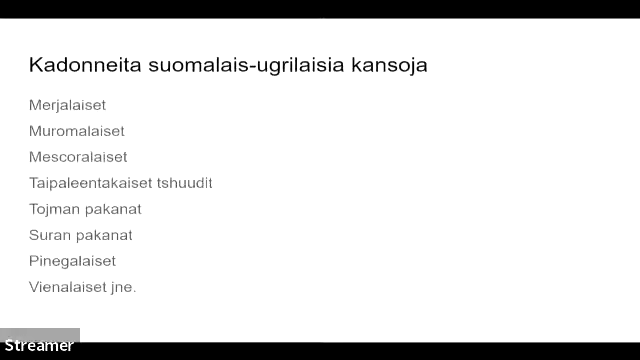 Kadonneita suomalais-ugrilaisia kansoja
Merjalaiset
Muromalaiset
Mescoralaiset
Taipaleentakaiset tshuudit
Tojman pakanat
Suran pakanat
Pinegalaiset
Vienalaiset jne.
Streamer